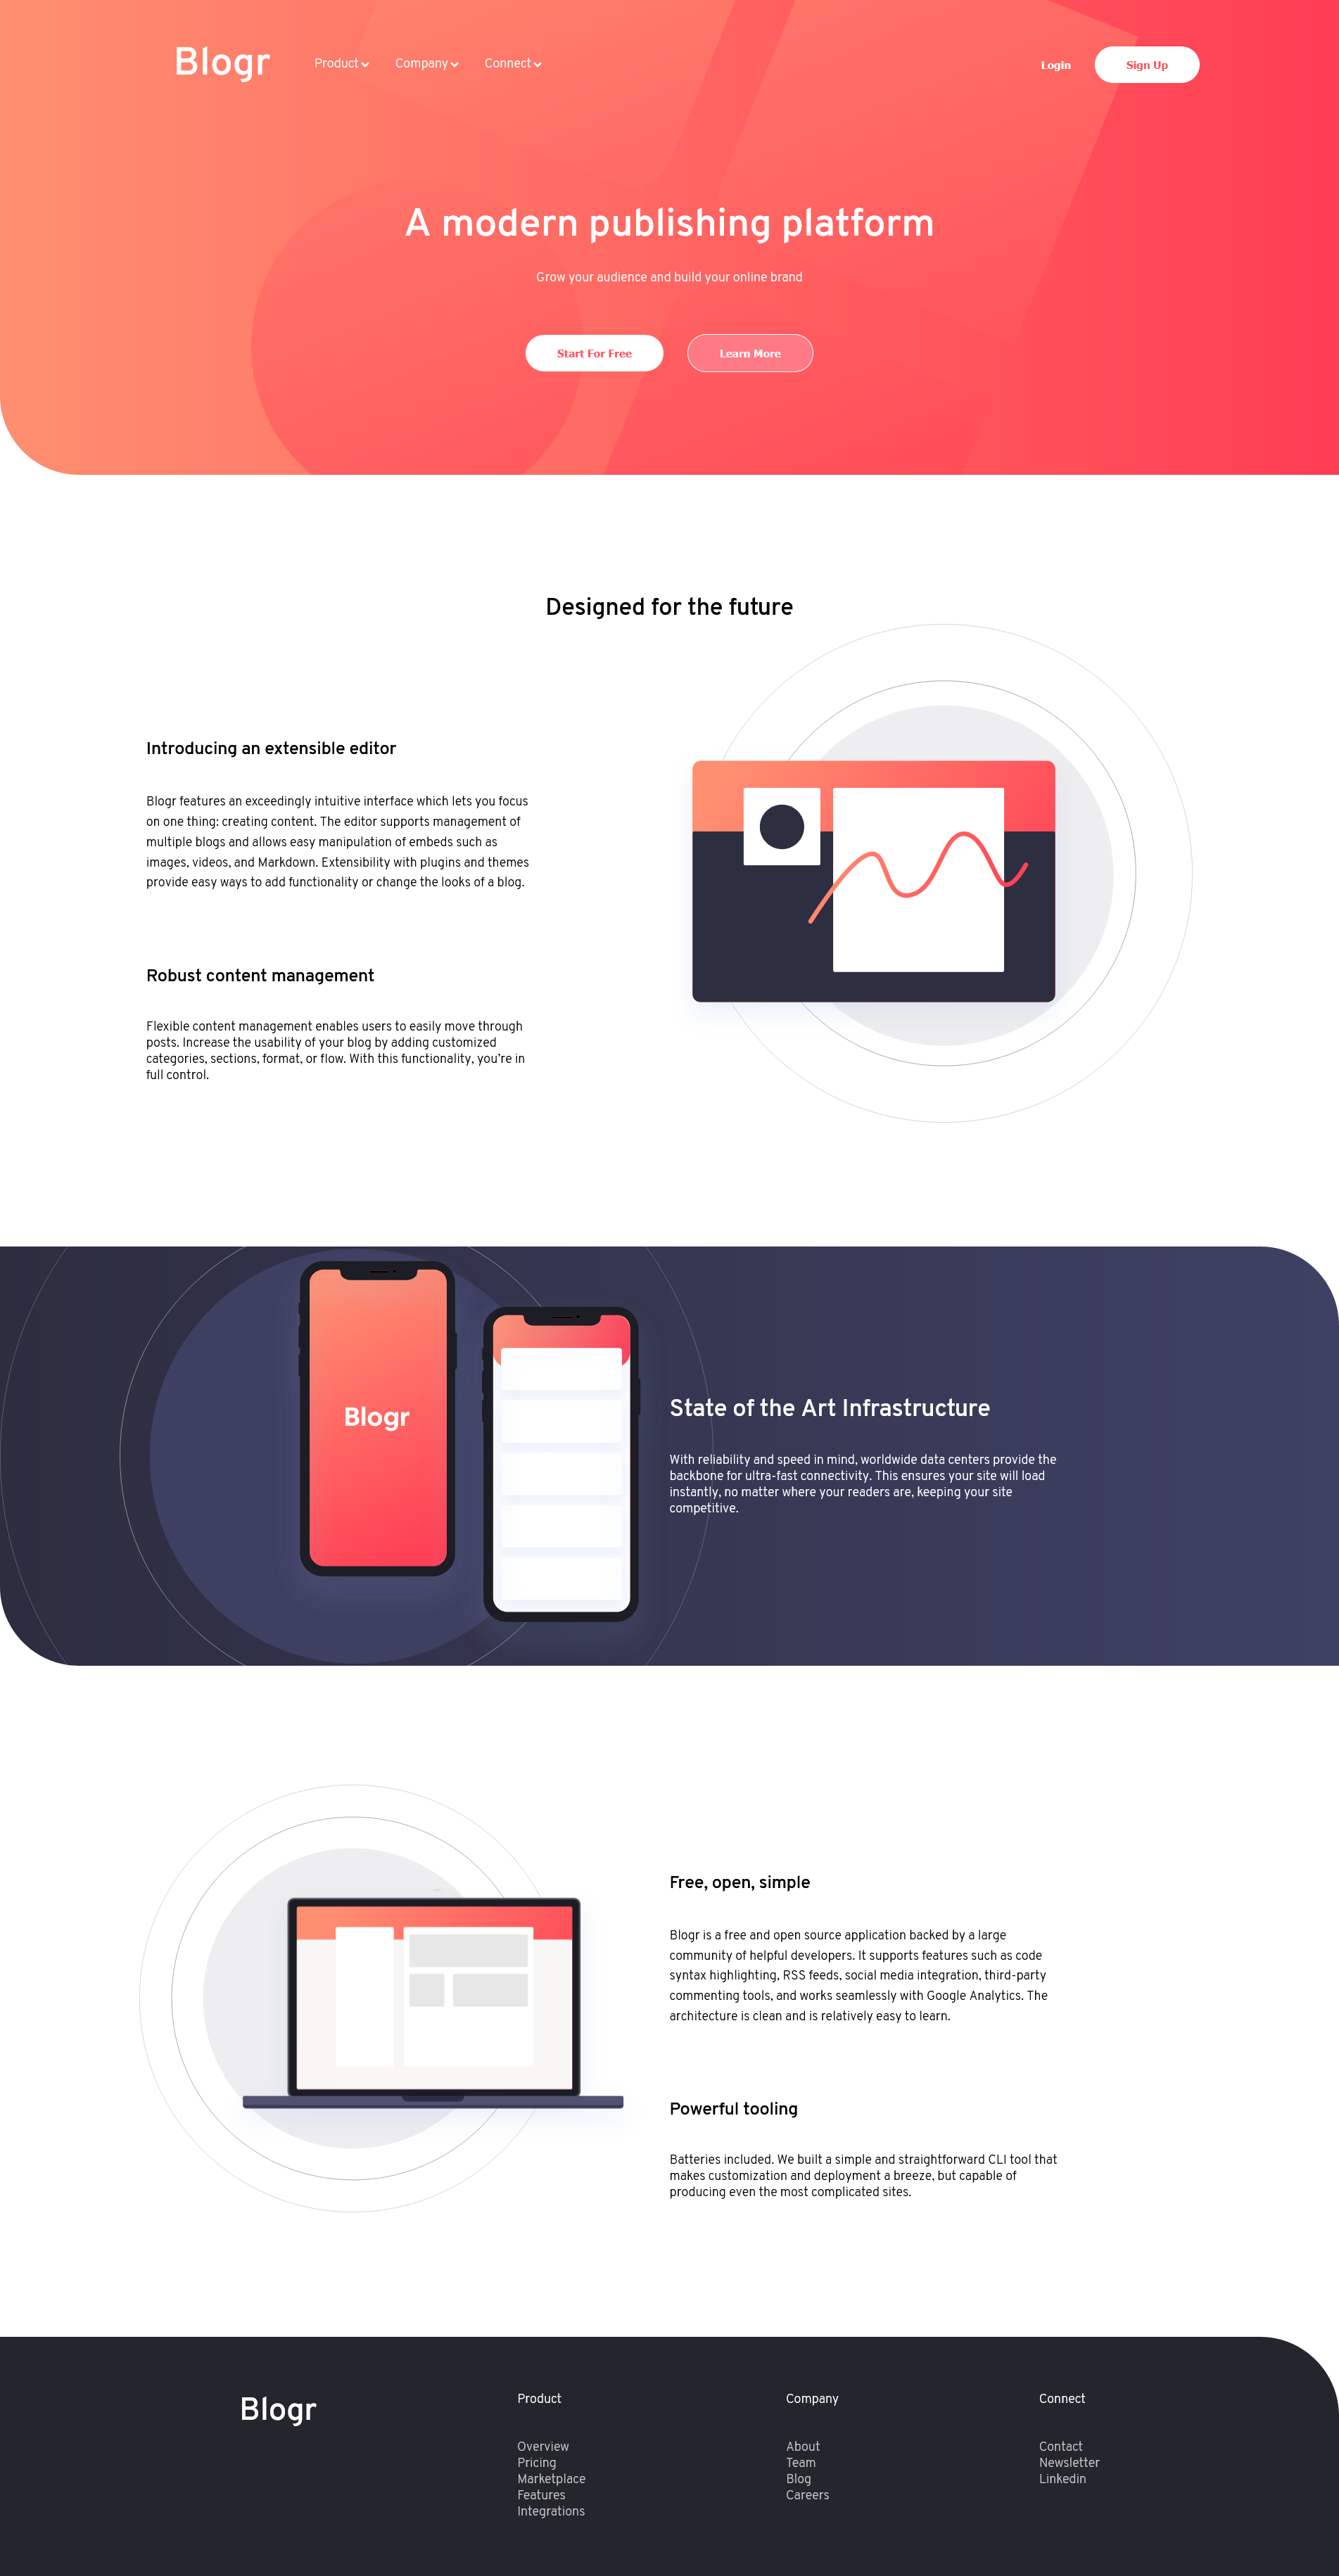 Blogr
Product
Company
Connect
Login
Sign Up
A modern publishing platform
Grow your audience and build your online brand
Start For Free
Learn More
Designed for the future
Introducing an extensible editor
Blogr features an exceedingly intuitive interface which lets you focus
on one thing: creating content. The editor supports management of
multiple blogs and allows easy manipulation of embeds such as
images, videos, and Markdown. Extensibility with plugins and themes
provide easy ways to add functionality or change the looks of a blog.
Robust content management
Flexible content management enables users to easily move through
posts. Increase the usability of your blog by adding customized
categories, sections, format, or flow. With this functionality, you’re in
full control.
Blogr
State of the Art Infrastructure
With reliability and speed in mind, worldwide data centers provide the
backbone for ultra-fast connectivity. This ensures your site will load
instantly, no matter where your readers are, keeping your site
competitive.
Free, open, simple
Blogr is a free and open source application backed by a large
community of helpful developers. It supports features such as code
syntax highlighting, RSS feeds, social media integration, third-party
commenting tools, and works seamlessly with Google Analytics. The
architecture is clean and is relatively easy to learn.
Powerful tooling
Batteries included. We built a simple and straightforward CLI tool that
makes customization and deployment a breeze, but capable of
producing even the most complicated sites.
Blogr
Product
Overview
Pricing
Marketplace
Features
Integrations
Company
About
Team
Blog
Careers
Connect
Contact
Newsletter
Linkedin